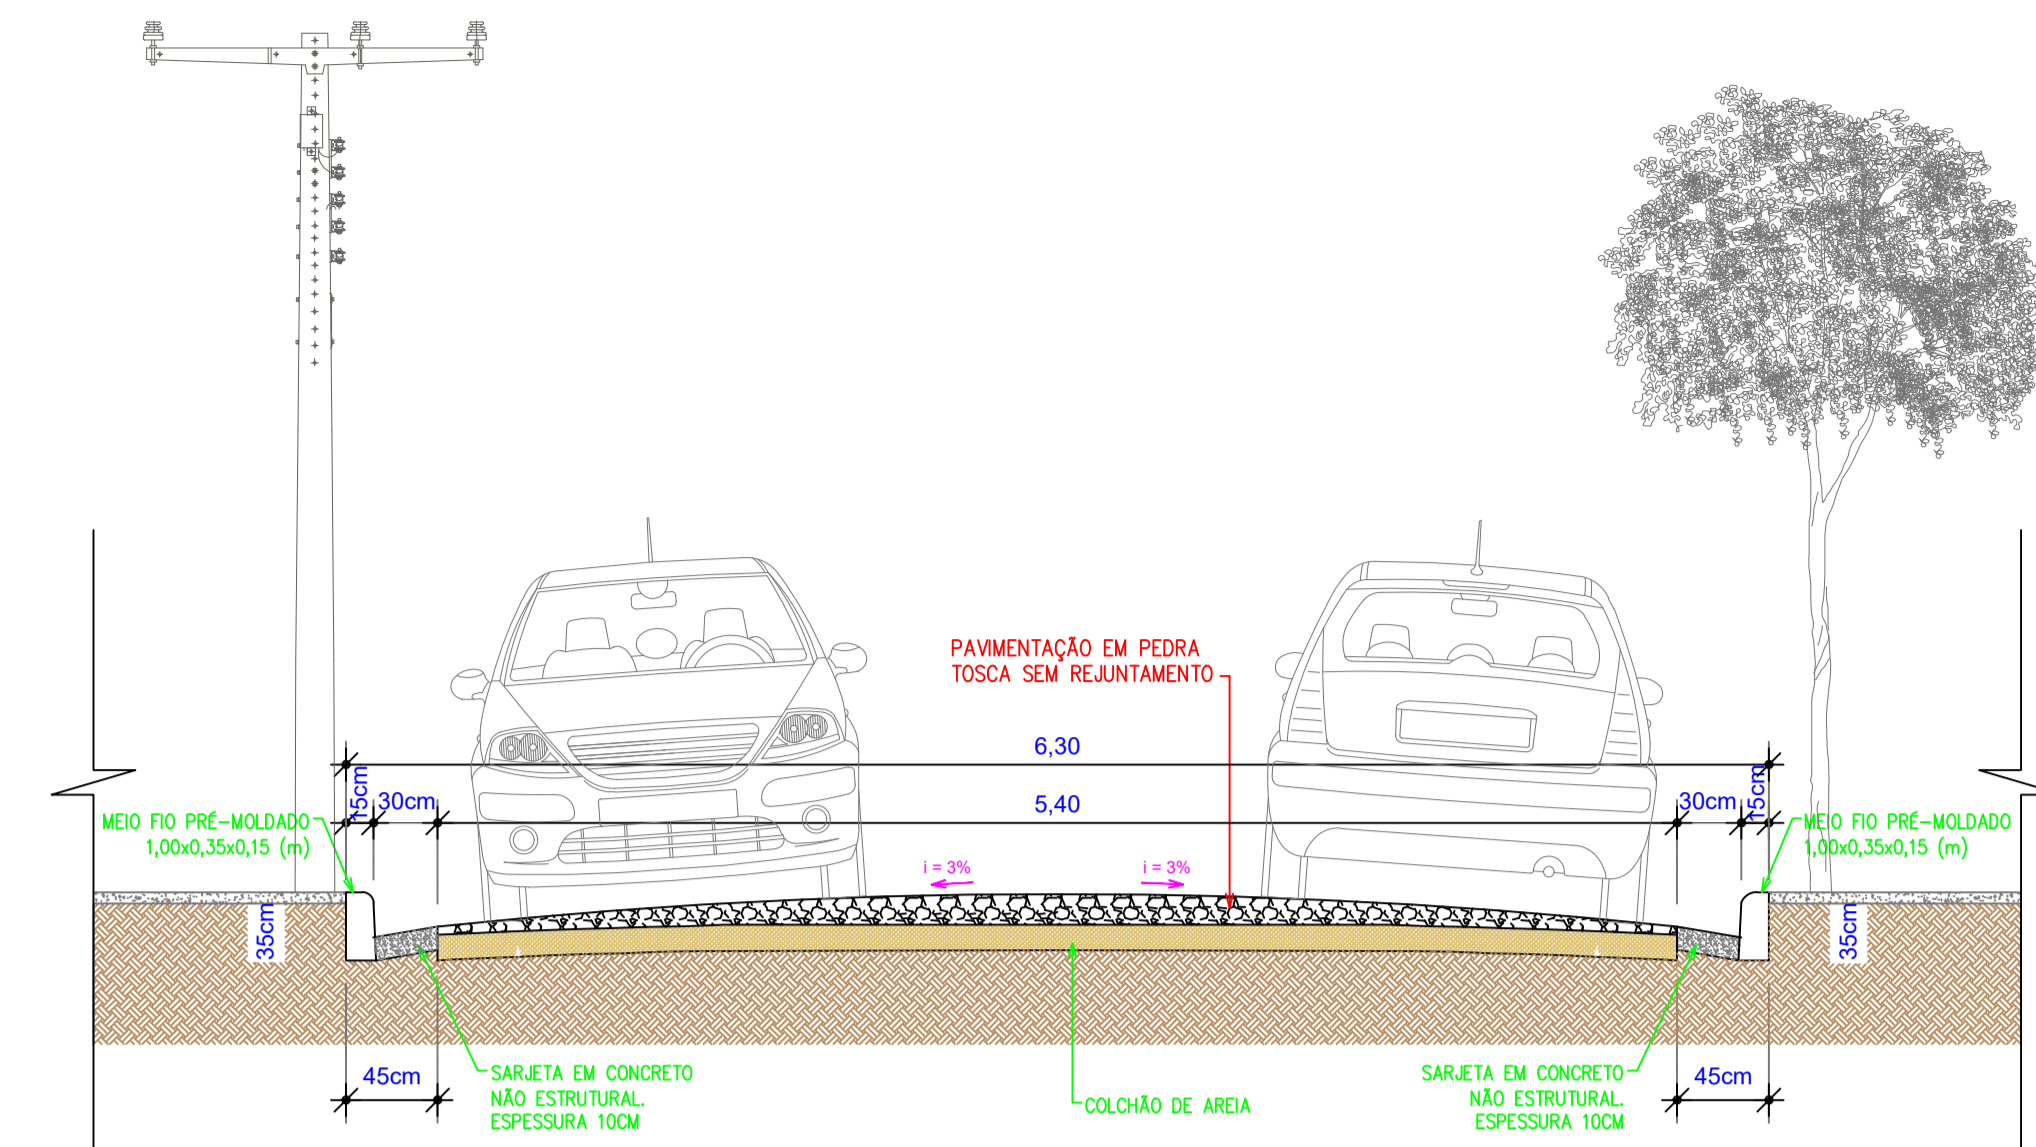 PAVIMENTAÇÃO EM PEDRA
TOSCA SEM REJUNTAMENTO
6,30
15cm
30cm
5,40
30cm
15cm
MEIO FIO PRÉ-MOLDADO
1,00x0,35x0,15 (m)
MEIO FIO PRÉ-MOLDADO
1,00x0,35x0,15 (m)
i = 3%
i = 3%
35cm
35cm
45cm
SARJETA EM CONCRETO
NÃO ESTRUTURAL.
ESPESSURA 10CM
COLCHÃO DE AREIA
SARJETA EM CONCRETO
NÃO ESTRUTURAL.
ESPESSURA 10CM
45cm